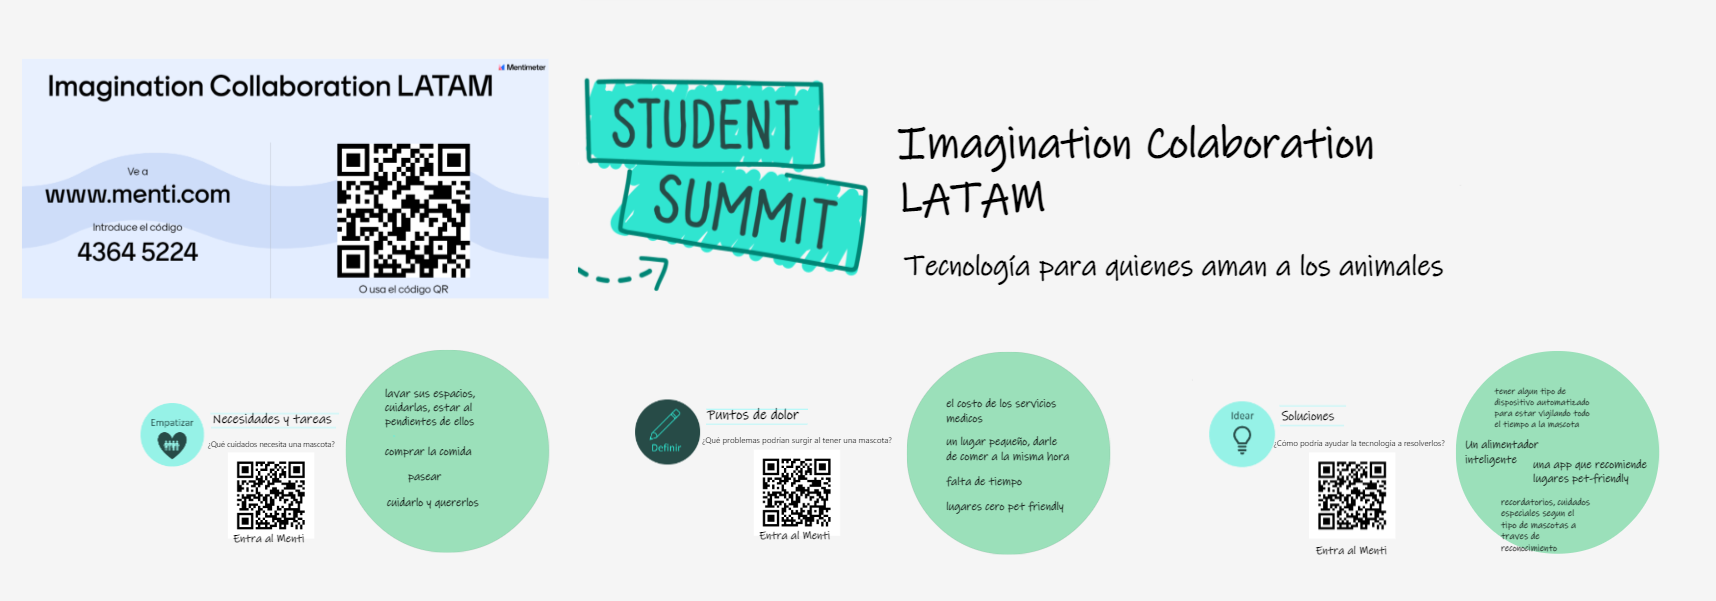 Imagination Collaboration LATAM
Mentimeter
Ve a
www.menti.com
Introduce el código
4364 5224
O usa el código QR
STUDENT
SUMMIT
Imagination Colaboration
LATAM
Tecnología para quienes aman a los animales
Empatizar
Necesidades y tareas
¿Qué cuidados necesita una mascota?
Entra al Menti
lavar sus espacios,
cuidarlas, estar al
pendientes de ellos
comprar la comida
pasear
cuidarlo y quererlos
Definir
Puntos de dolor
¿Qué problemas podrían surgir al tener una mascota?
Entra al Menti
el costo de los servicios
medicos
un lugar pequeño, darle
de comer a la misma hora
falta de tiempo
lugares cero pet friendly
Idear
Soluciones
¿Cómo podría ayudar la tecnología a resolverlos?
Entra al Menti
tener algun tipo de
dispositivo automatizado
para estar vigilando todo
el tiempo a la mascota
Un alimentador
inteligente
una app que recomiende
lugares pet-friendly
recordatorios, cuidados
especiales segun el
tipo de mascotas a
traves de
reconocimiento